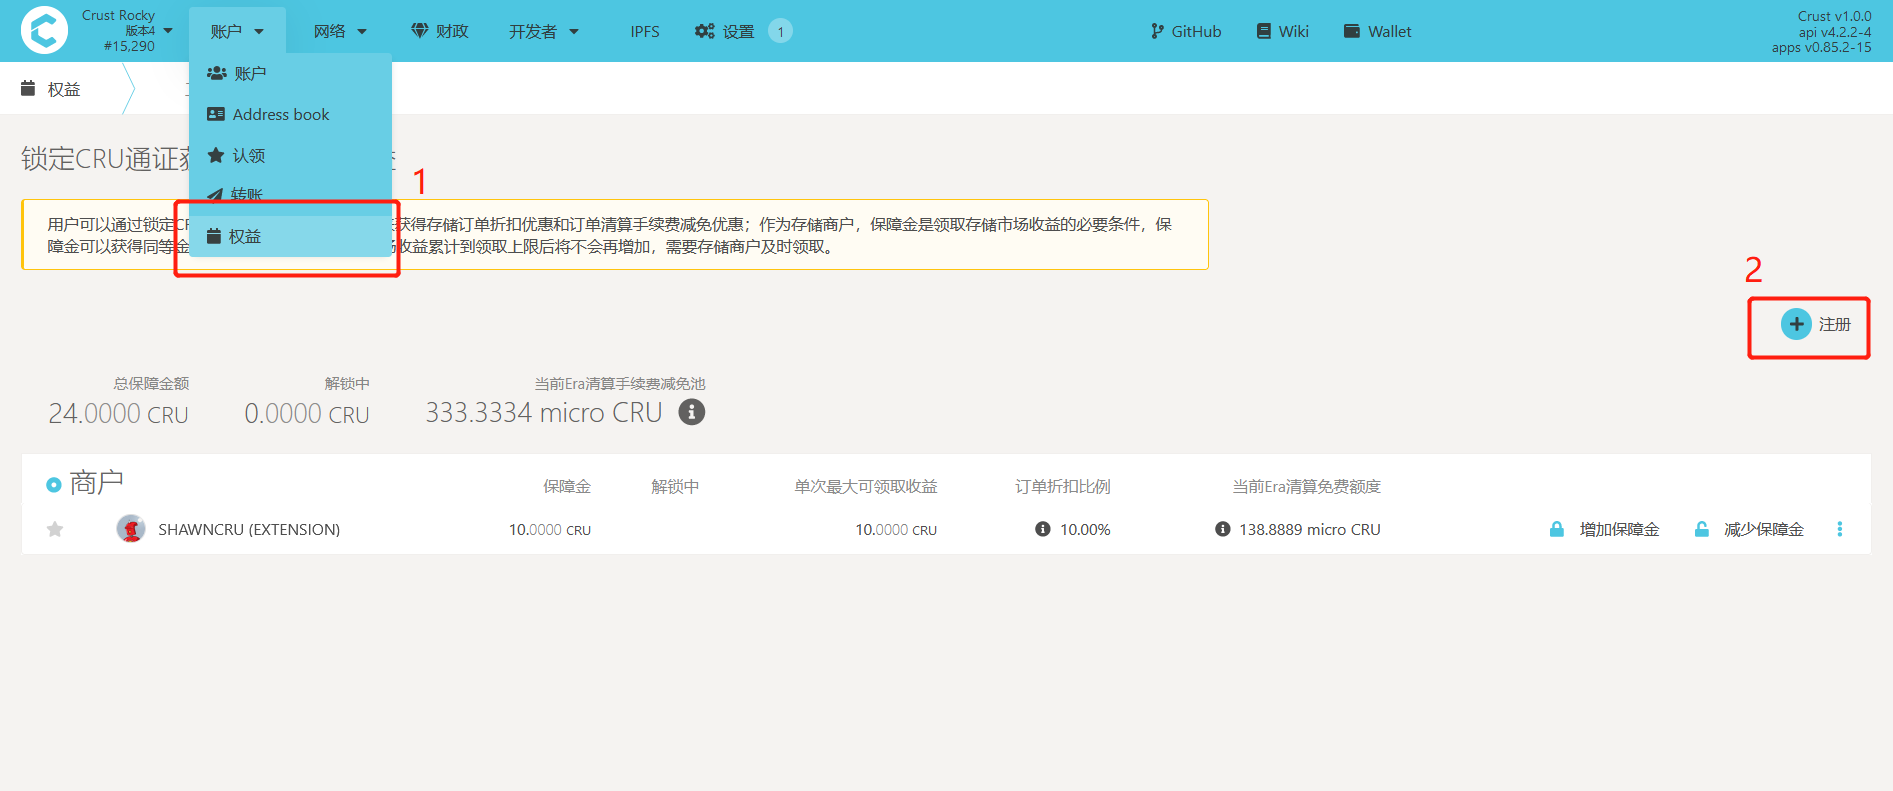 Crust Rocky
版本4
#15,290
账户
网络
财政
开发者
IPFS
设置
1
GitHub
Wiki
Wallet
Crust v1.0.0
api v4.2.2-4
apps v0.85.2-15
权益
账户
Address book
认领
转账
权益
1
锁定CRU通证
用户可以通过锁定 获得存储订单折扣优惠和订单清算手续费减免优惠；作为存储商户，保障金是领取存储市场收益的必要条件，保
障金可以获得同等金 收益累计到领取上限后将不会再增加，需要存储商户及时领取。
2
注册
总保障金额
24.0000 CRU
解锁中
0.0000 CRU
当前Era清算手续费减免池
333.3334 micro CRU
商户
保障金
解锁中
单次最大可领取收益
订单折扣比例
当前Era清算免费额度
SHAWNCRU (EXTENSION)
10.0000 CRU
10.0000 CRU
10.00%
138.8889 micro CRU
增加保障金
减少保障金